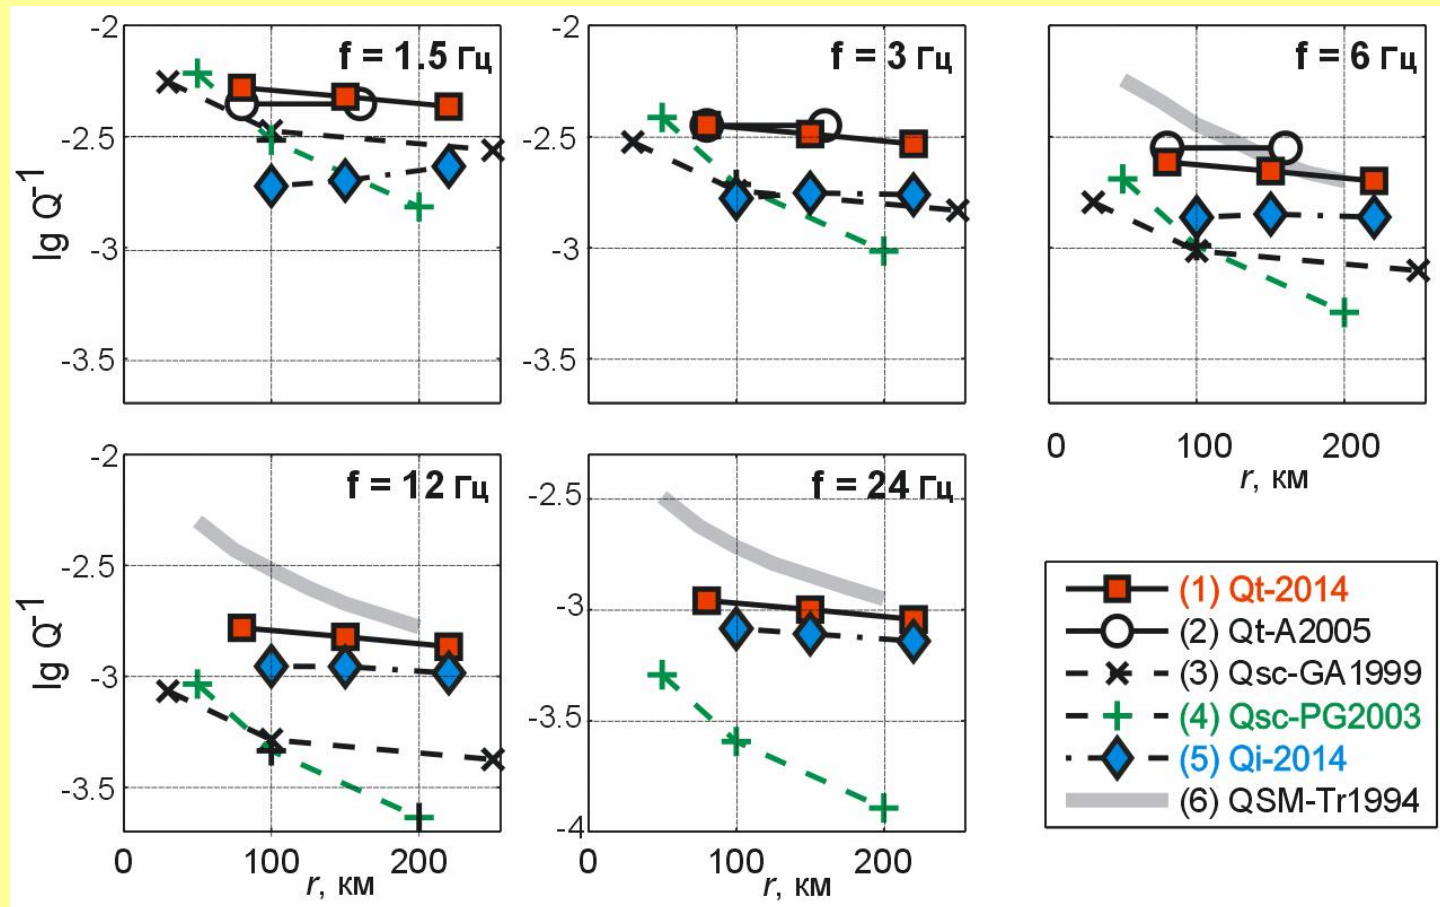 f = 1.5 Гц
-2
-2.5
-3
-3.5
lg Q-1
f = 3 Гц
-2
-2.5
-3
-3.5
f = 6 Гц
0
100
200
r, км
f = 12 Гц
-2
-2.5
-3
-3.5
lg Q-1
0
100
200
r, км
f = 24 Гц
-2.5
-3
-3.5
-4
0
100
200
r, км
(1) Qt-2014
(2) Qt-A2005
(3) Qsc-GA1999
(4) Qsc-PG2003
(5) Qi-2014
(6) QSM-Tr1994